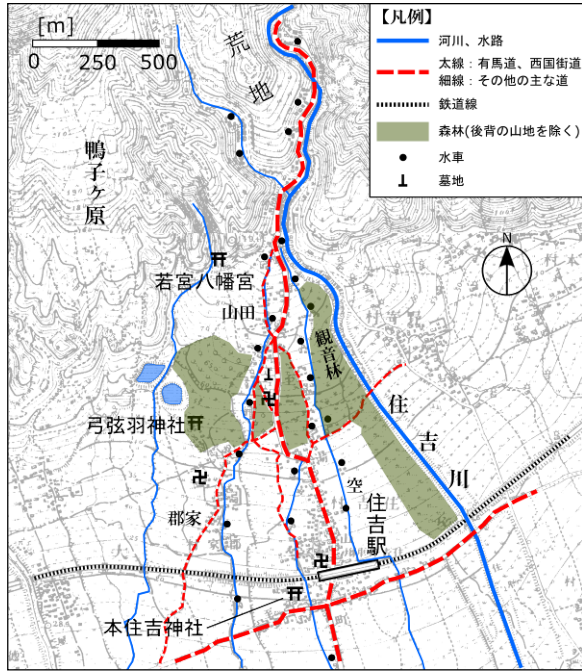 [m]
0 250 500
荒地
鴨子ヶ原
【凡例】
河川、水路
太線：有馬道、西国街道
細線：その他の主な道
鉄道線
森林(後背の山地を除く)
水車
墓地
N
若宮八幡宮
山田
観音林
住吉川
弓弦羽神社
空
住吉駅
郡家
本住吉神社